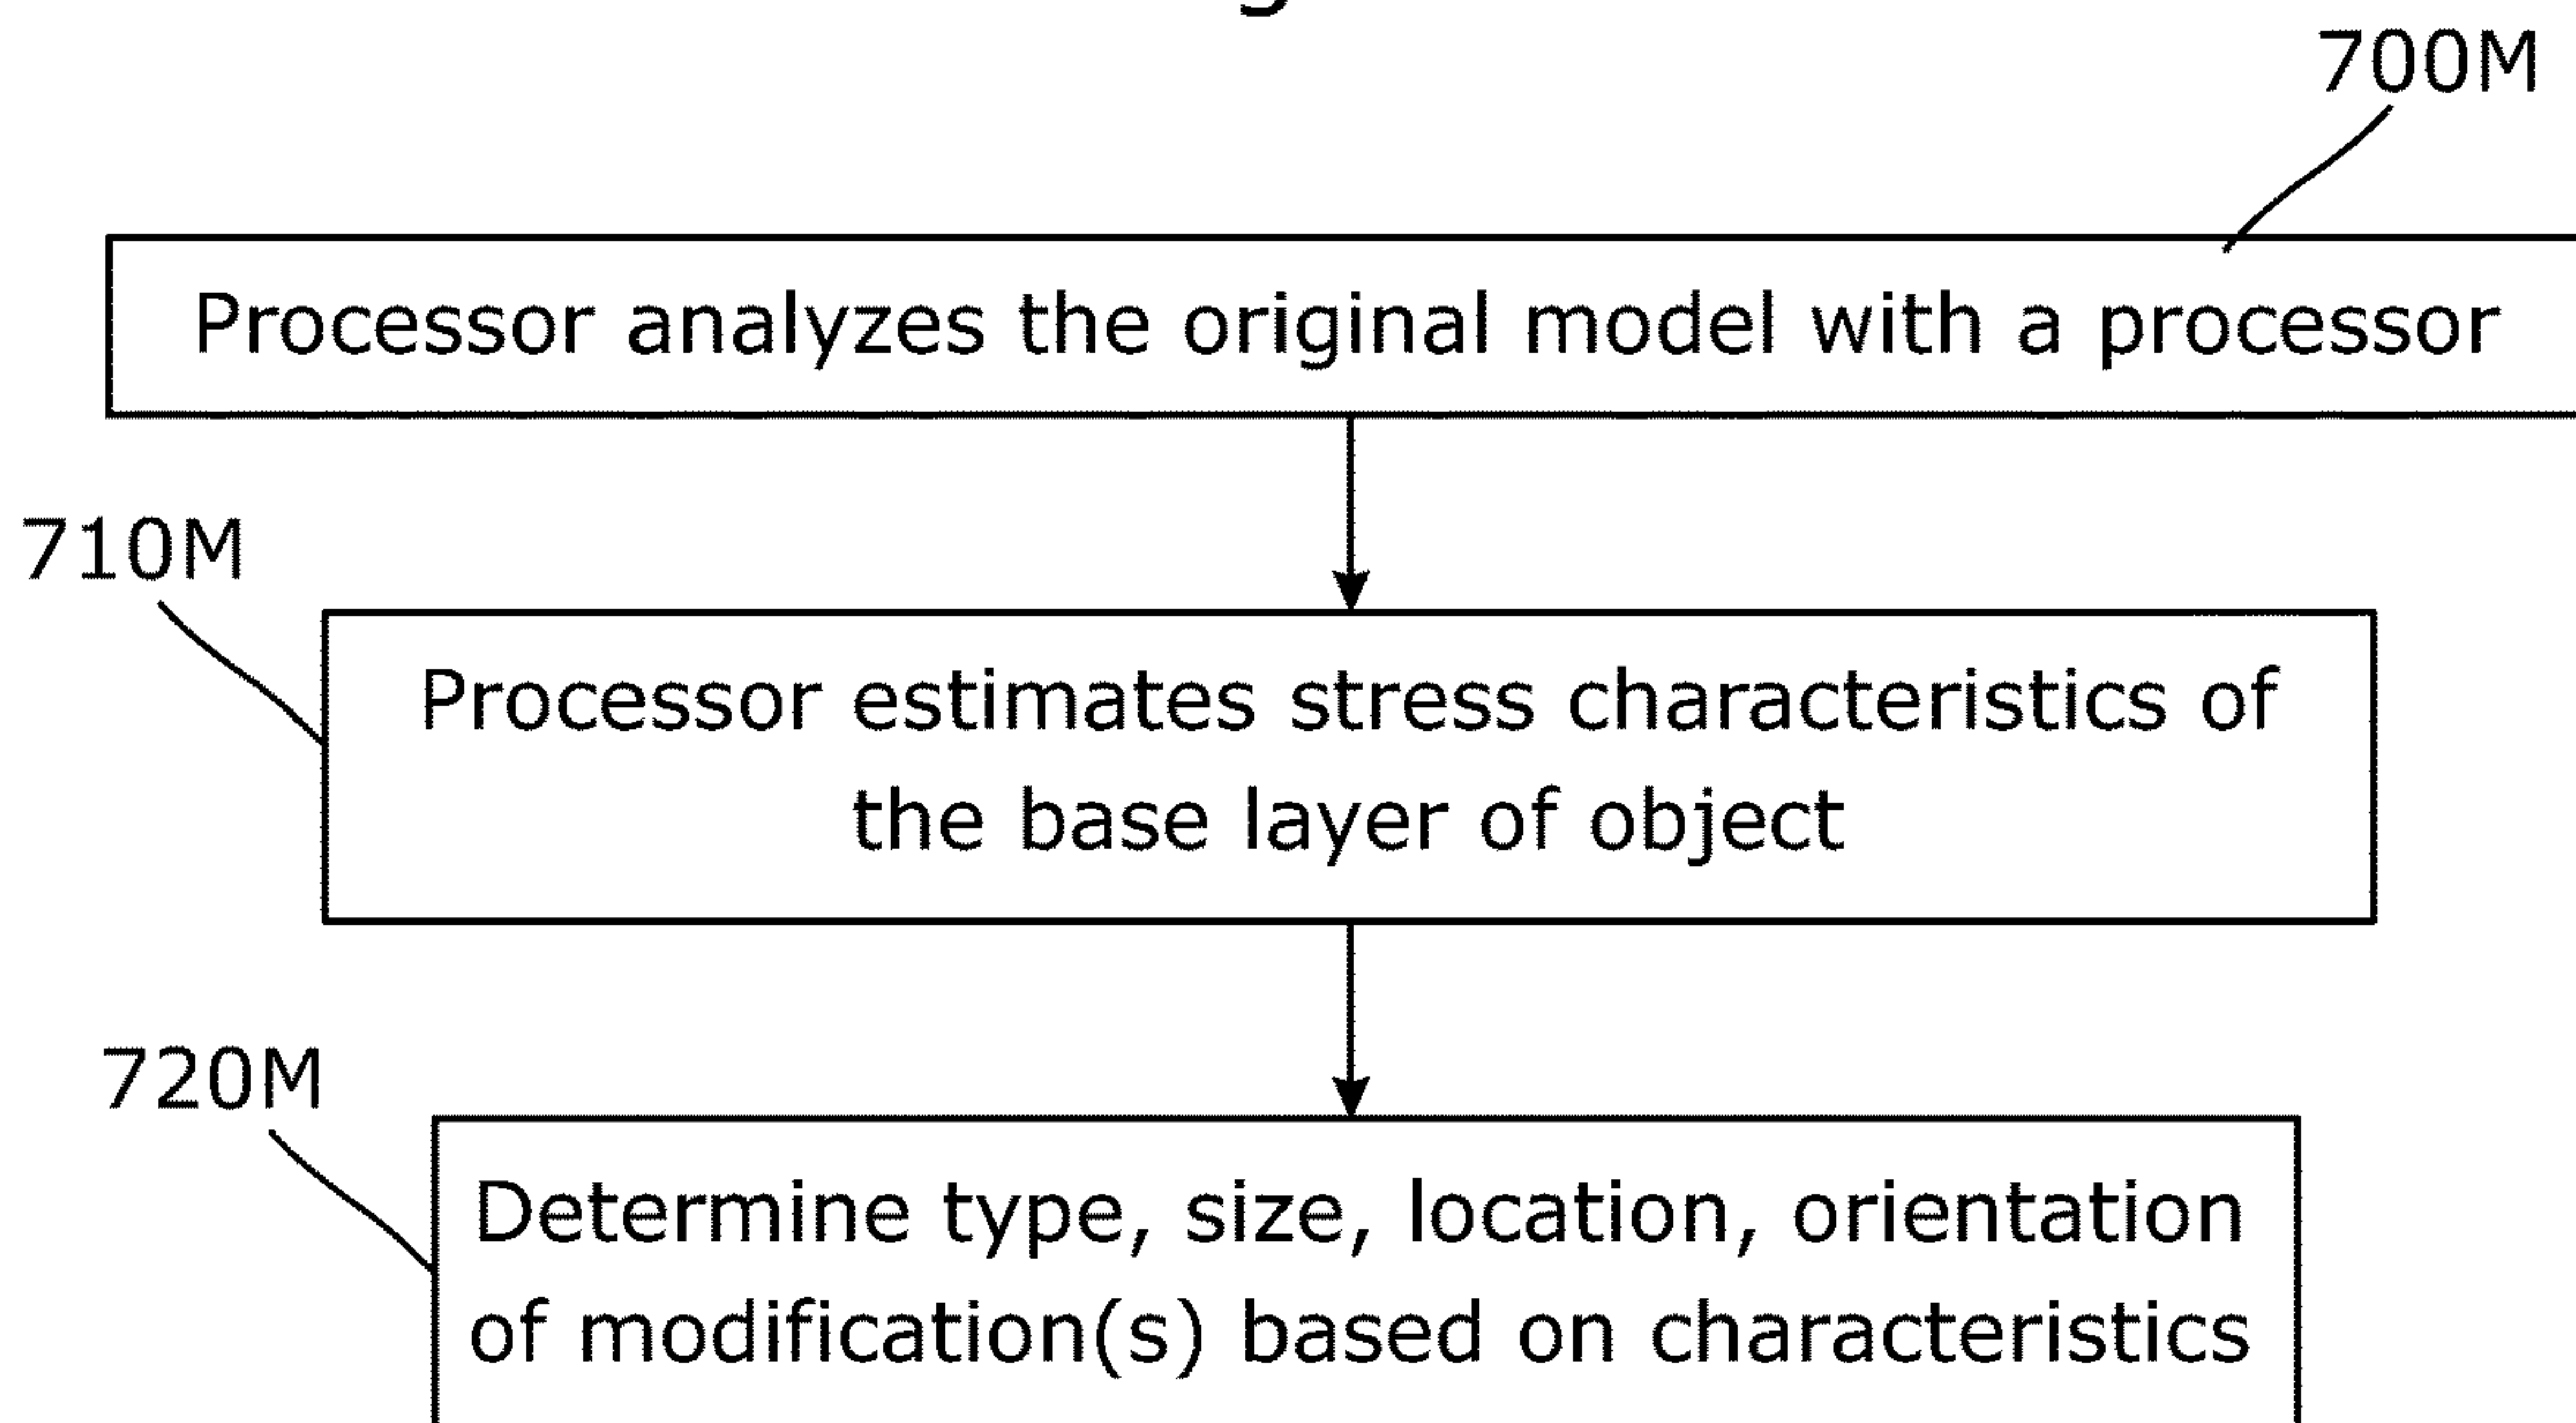 700M
Processor analyzes the original model with a processor
710M
Processor estimates stress characteristics of
the base layer of object
720M
Determine type, size, location, orientation
of modification(s) based on characteristics